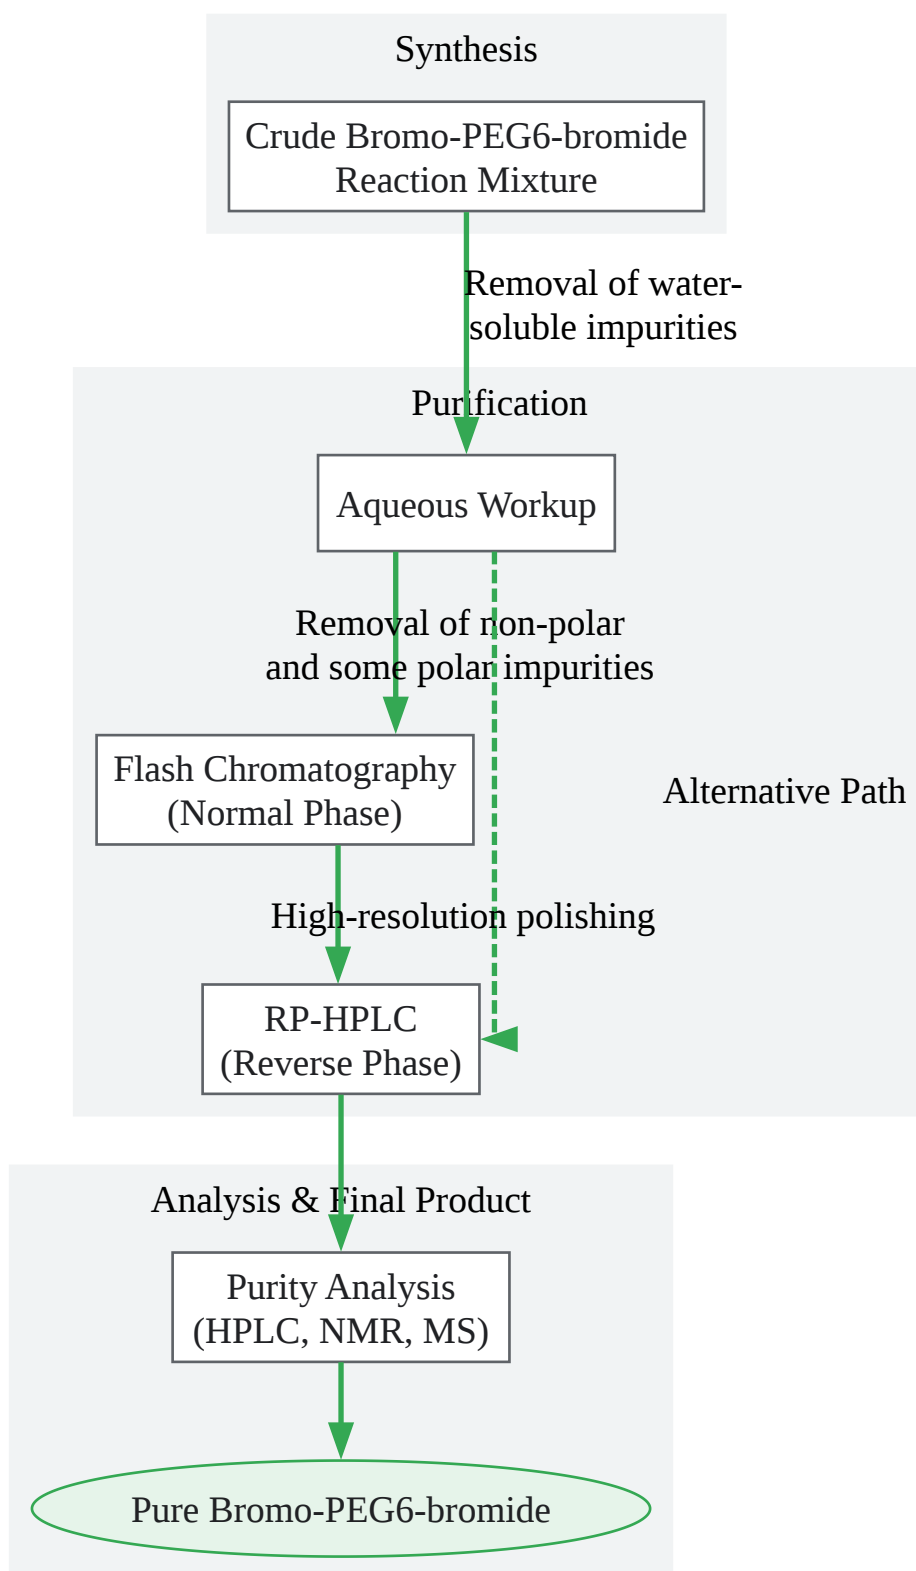 Synthesis
Crude Bromo-PEG6-bromide
Reaction Mixture
Removal of water-
soluble impurities
Purification
Aqueous Workup
Removal of non-polar
and some polar impurities
Flash Chromatography
(Normal Phase)
Alternative Path
High-resolution polishing
RP-HPLC
(Reverse Phase)
Analysis & Final Product
Purity Analysis
(HPLC, NMR, MS)
Pure Bromo-PEG6-bromide